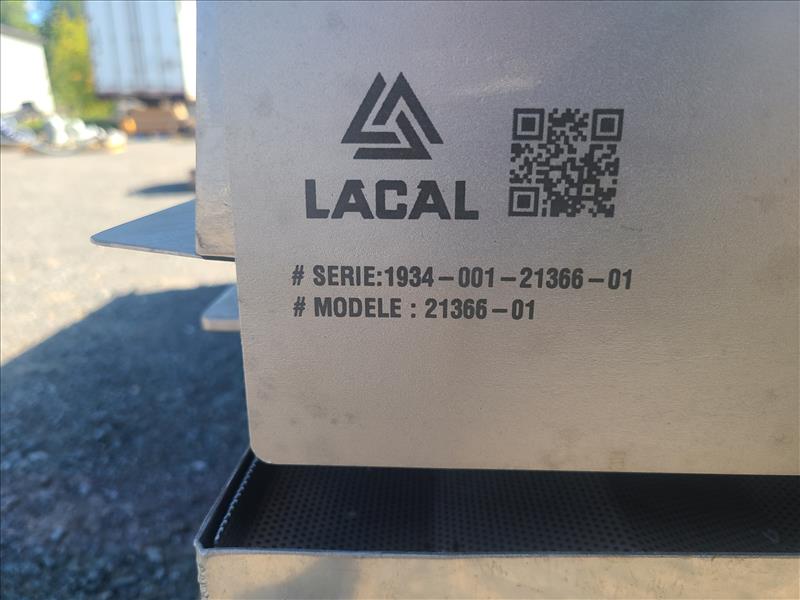 LACAL
# SERIE:1934-001-21366-01
# MODELE : 21366-01